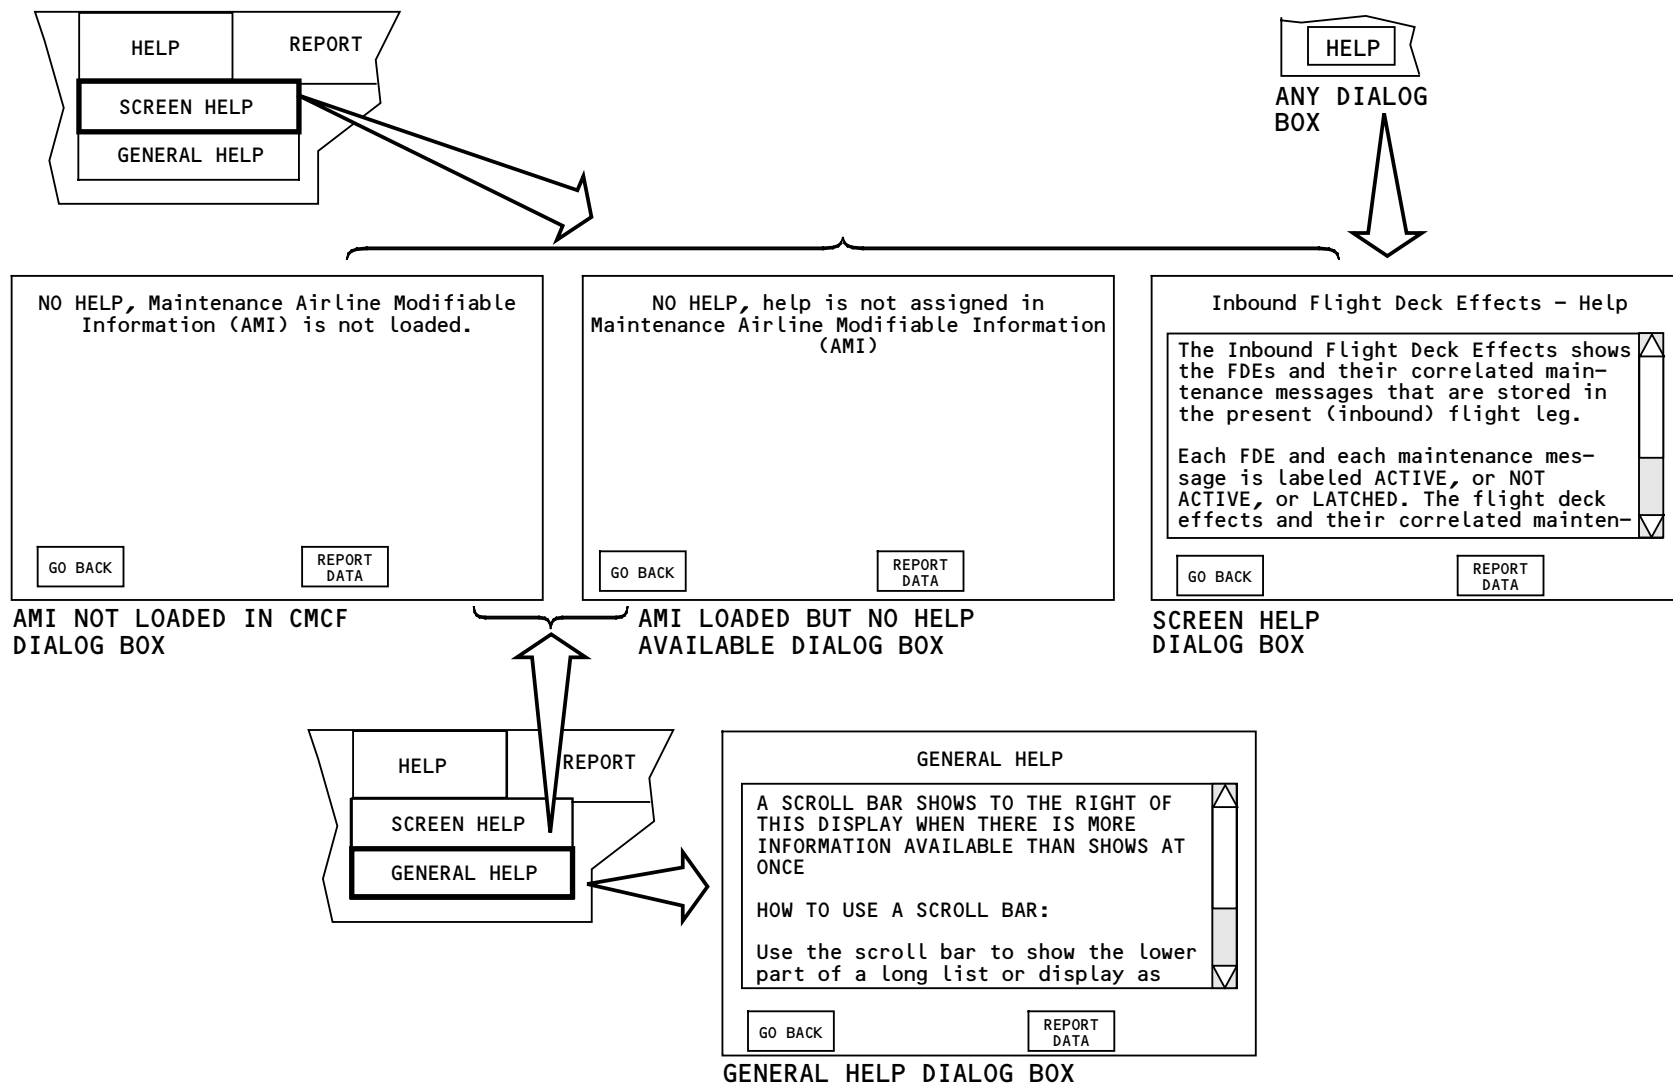 HELP
REPORT
SCREEN HELP
GENERAL HELP
HELP
ANY DIALOG
BOX
NO HELP, Maintenance Airline Modifiable
Information (AMI) is not loaded.
GO BACK
REPORT
DATA
AMI NOT LOADED IN CMCF
DIALOG BOX
NO HELP, help is not assigned in
Maintenance Airline Modifiable Information
(AMI)
GO BACK
REPORT
DATA
AMI LOADED BUT NO HELP
AVAILABLE DIALOG BOX
Inbound Flight Deck Effects - Help
The Inbound Flight Deck Effects shows
the FDEs and their correlated main-
tenance messages that are stored in
the present (inbound) flight leg.
Each FDE and each maintenance mes-
sage is labeled ACTIVE, or NOT
ACTIVE, or LATCHED. The flight deck
effects and their correlated mainten-
GO BACK
REPORT
DATA
SCREEN HELP
DIALOG BOX
HELP
REPORT
SCREEN HELP
GENERAL HELP
GENERAL HELP
A SCROLL BAR SHOWS TO THE RIGHT OF
THIS DISPLAY WHEN THERE IS MORE
INFORMATION AVAILABLE THAN SHOWS AT
ONCE
HOW TO USE A SCROLL BAR:
Use the scroll bar to show the lower
part of a long list or display as
GO BACK
REPORT
DATA
GENERAL HELP DIALOG BOX